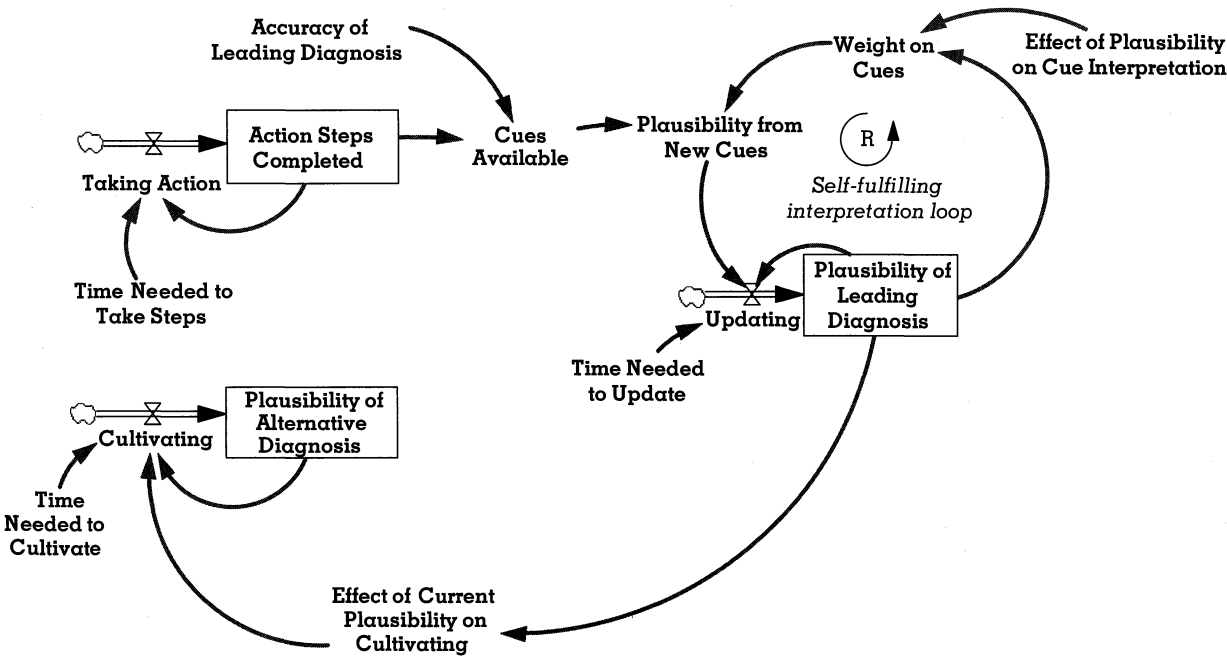 Accuracy of
Leading Diagnosis
Weight on
Cues
Effect of Plausibility
on Cue Interpretation
Action Steps
Completed
Cues
Available
Plausibility from
New Cues
R
Taking Action
Self-fulfilling
interpretation loop
Time Needed to
Take Steps
Plausibility of
Leading
Diagnosis
Updating
Time Needed
to Update
Plausibility of
Alternative
Diagnosis
Cultivating
Time
Needed to
Cultivate
Effect of Current
Plausibility on
Cultivating